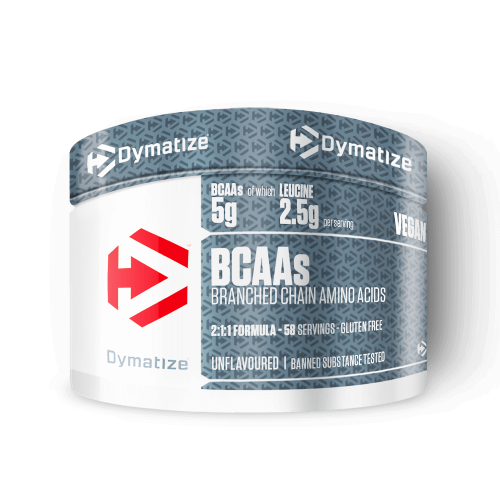 Dymatize
Dymatize
BCAAs of which LEUCINE
5g 2.5g per serving
VEGAN
BCAAs
BRANCHED CHAIN AMINO ACIDS
2:1:1 FORMULA - 58 SERVINGS - GLUTEN FREE
UNFLAVOURED | BANNED SUBSTANCE TESTED
Dymatize